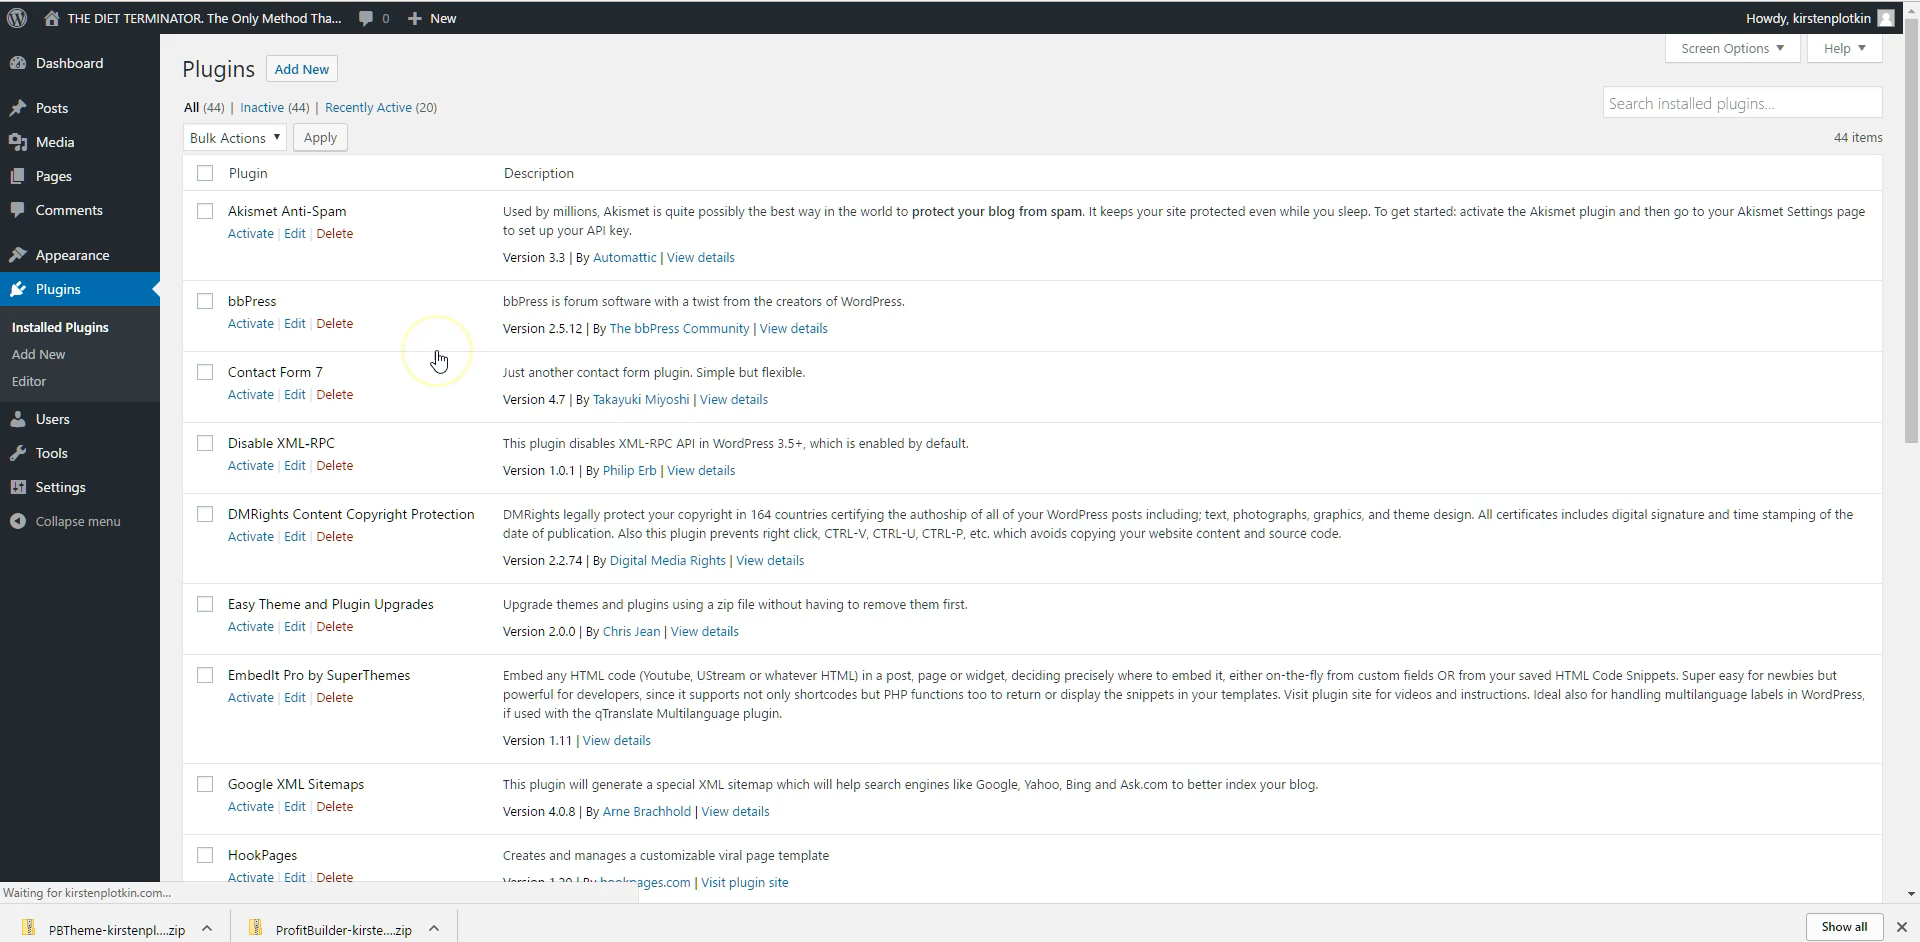 THE DIET TERMINATOR. The Only Method Tha... 0 New Howdy, kirstenplotkin
Screen Options ▼ Help ▼
Dashboard
Posts
Media
Pages
Comments
Appearance
Plugins
Installed Plugins
Add New
Editor
Users
Tools
Settings
Collapse menu
Plugins Add New
All (44) | Inactive (44) | Recently Active (20)
Search installed plugins...
Bulk Actions ▼ Apply
44 items
Plugin Description
Akismet Anti-Spam
Activate | Edit | Delete
Used by millions, Akismet is quite possibly the best way in the world to protect your blog from spam. It keeps your site protected even while you sleep. To get started: activate the Akismet plugin and then go to your Akismet Settings page
to set up your API key.
Version 3.3 | By Automattic | View details
bbPress
Activate | Edit | Delete
bbPress is forum software with a twist from the creators of WordPress.
Version 2.5.12 | By The bbPress Community | View details
Contact Form 7
Activate | Edit | Delete
Just another contact form plugin. Simple but flexible.
Version 4.7 | By Takayuki Miyoshi | View details
Disable XML-RPC
Activate | Edit | Delete
This plugin disables XML-RPC API in WordPress 3.5+, which is enabled by default.
Version 1.0.1 | By Philip Erb | View details
DMRights Content Copyright Protection
Activate | Edit | Delete
DMRights legally protect your copyright in 164 countries certifying the authoship of all of your WordPress posts including; text, photographs, graphics, and theme design. All certificates includes digital signature and time stamping of the
date of publication. Also this plugin prevents right click, CTRL-V, CTRL-U, CTRL-P, etc. which avoids copying your website content and source code.
Version 2.2.74 | By Digital Media Rights | View details
Easy Theme and Plugin Upgrades
Activate | Edit | Delete
Upgrade themes and plugins using a zip file without having to remove them first.
Version 2.0.0 | By Chris Jean | View details
EmbedIt Pro by SuperThemes
Activate | Edit | Delete
Embed any HTML code (Youtube, UStream or whatever HTML) in a post, page or widget, deciding precisely where to embed it, either on-the-fly from custom fields OR from your saved HTML Code Snippets. Super easy for newbies but
powerful for developers, since it supports not only shortcodes but PHP functions too to return or display the snippets in your templates. Visit plugin site for videos and instructions. Ideal also for handling multilanguage labels in WordPress,
if used with the qTranslate Multilanguage plugin.
Version 1.11 | View details
Google XML Sitemaps
Activate | Edit | Delete
This plugin will generate a special XML sitemap which will help search engines like Google, Yahoo, Bing and Ask.com to better index your blog.
Version 4.0.8 | By Arne Brachhold | View details
HookPages
Activate | Edit | Delete
Creates and manages a customizable viral page template
Version 1.20 | By hookpages.com | Visit plugin site
Waiting for kirstenplotkin.com...
PBTheme-kirstenpl....zip ProfitBuilder-kirste....zip Show all